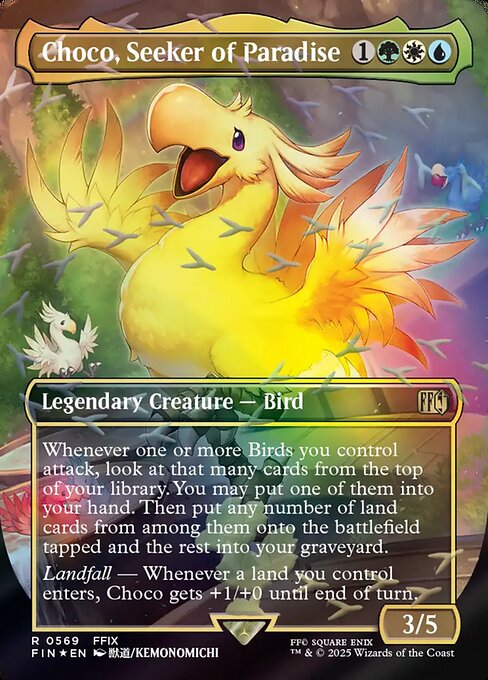 Choco, Seeker of Paradise 1
Legendary Creature — Bird
Whenever one or more Birds you control
attack, look at that many cards from the top
of your library. You may put one of them into
your hand. Then put any number of land
cards from among them onto the battlefield
tapped and the rest into your graveyard.
Landfall — Whenever a land you control
enters, Choco gets +1/+0 until end of turn.
3/5
R 0569 FFIX
FIN★EN 獣道/KEMONOMICHI
FF© SQUARE ENIX
™ & © 2025 Wizards of the Coast